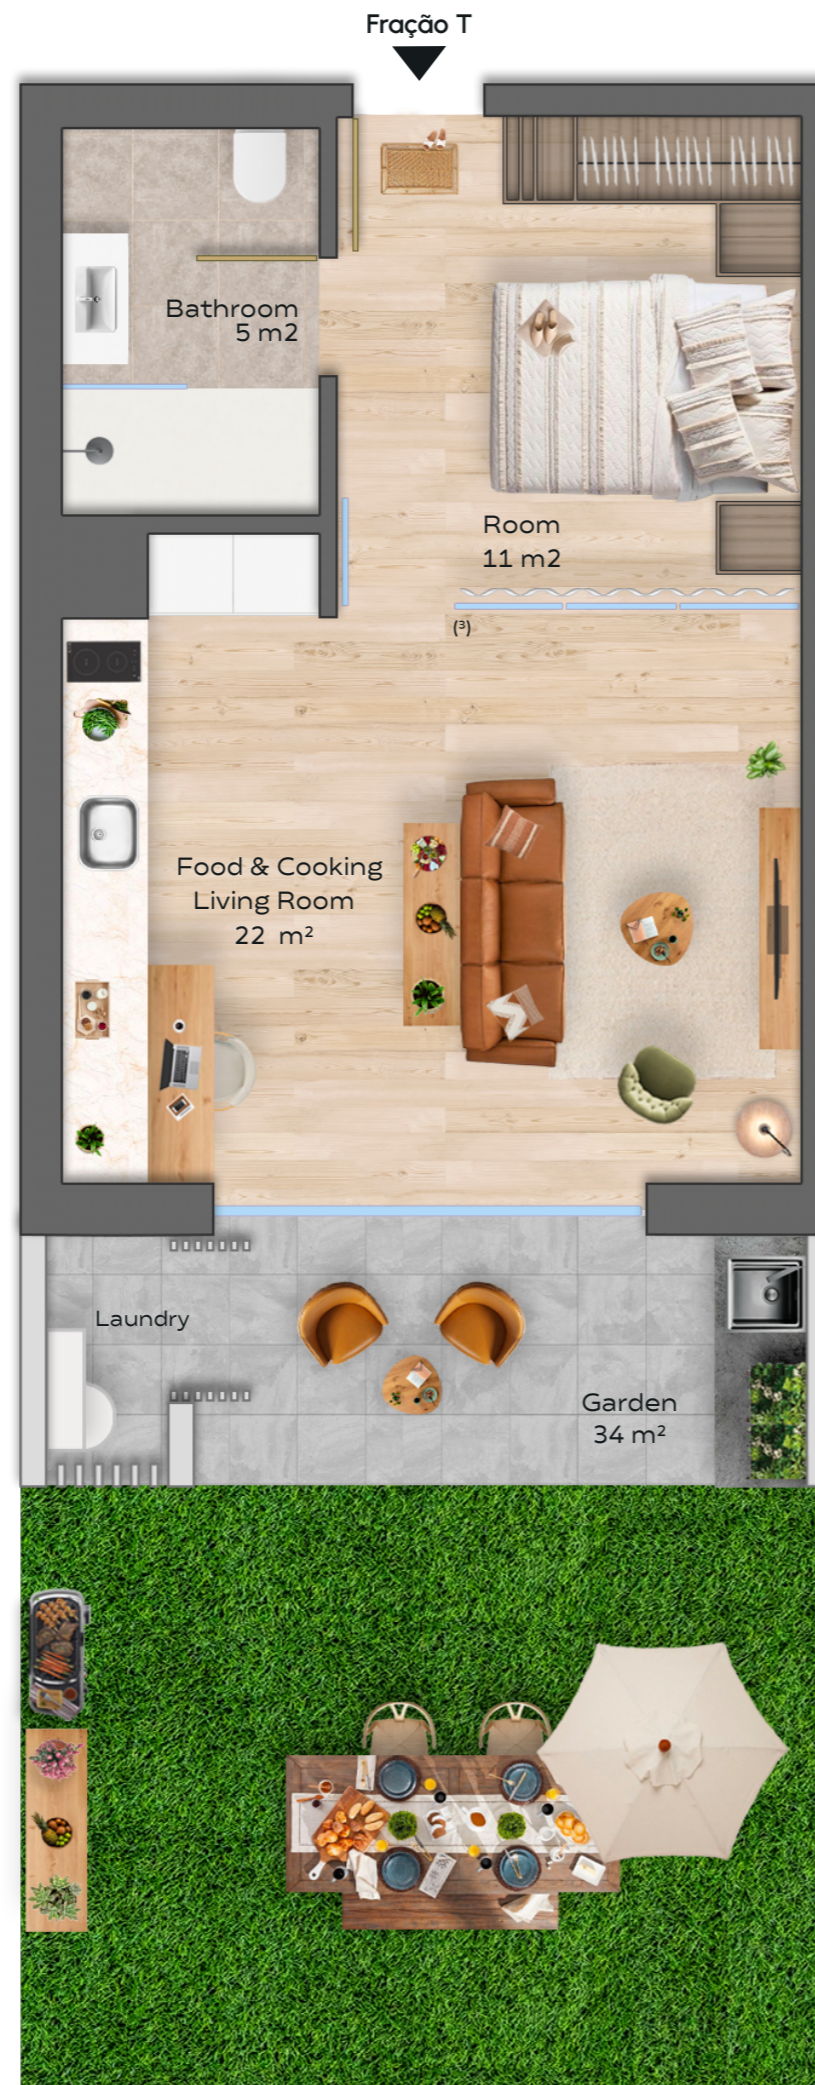 Fração T
Bathroom
5 m2
Room
11 m2
(³)
Food & Cooking
Living Room
22 m²
Laundry
Garden
34 m²